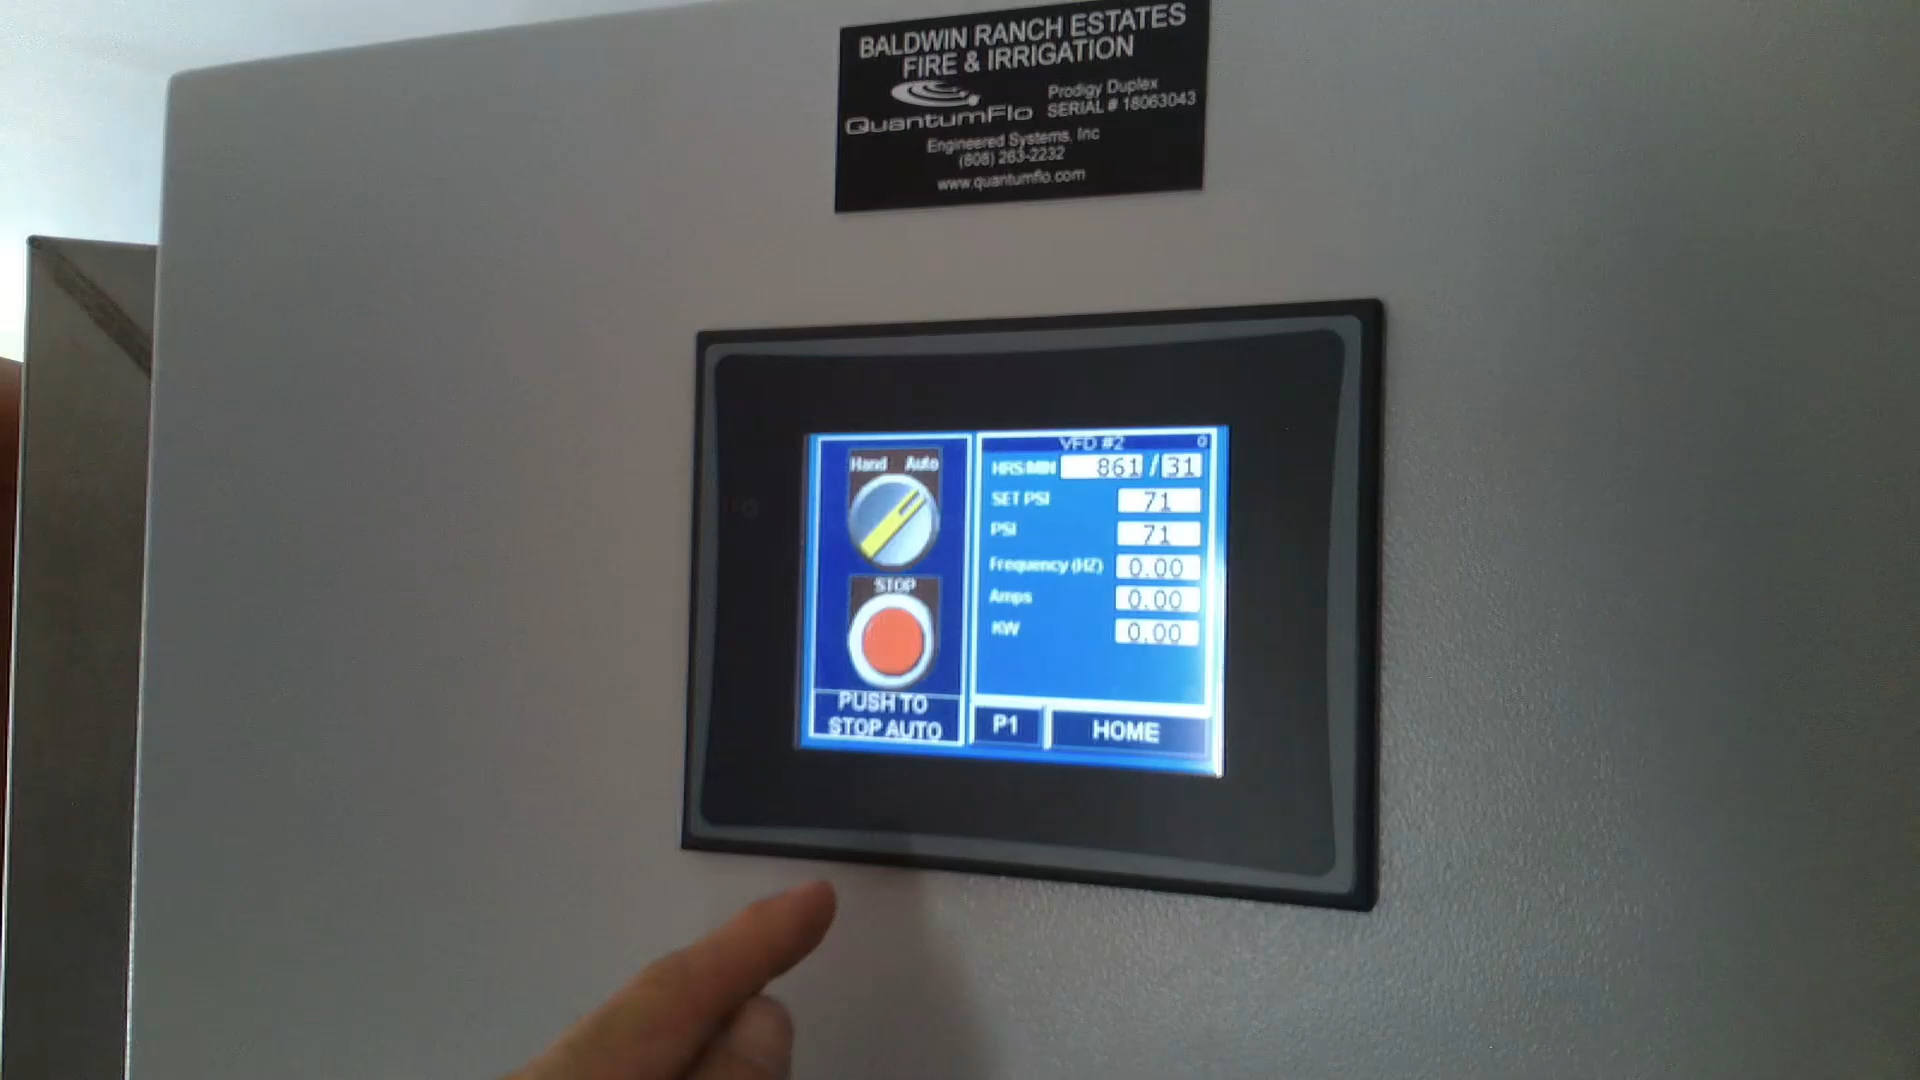 BALDWIN RANCH ESTATES
FIRE & IRRIGATION
QuantumFlo
Prodigy Duplex
SERIAL # 18063043
Engineered Systems, Inc
(808) 263-2232
www.quantumflo.com
Hand Auto
STOP
PUSH TO
STOP AUTO
VFD #2 0
HRS/MIN 861 / 31
SET PSI 71
PSI 71
Frequency (HZ) 0.00
Amps 0.00
KW 0.00
P1 HOME